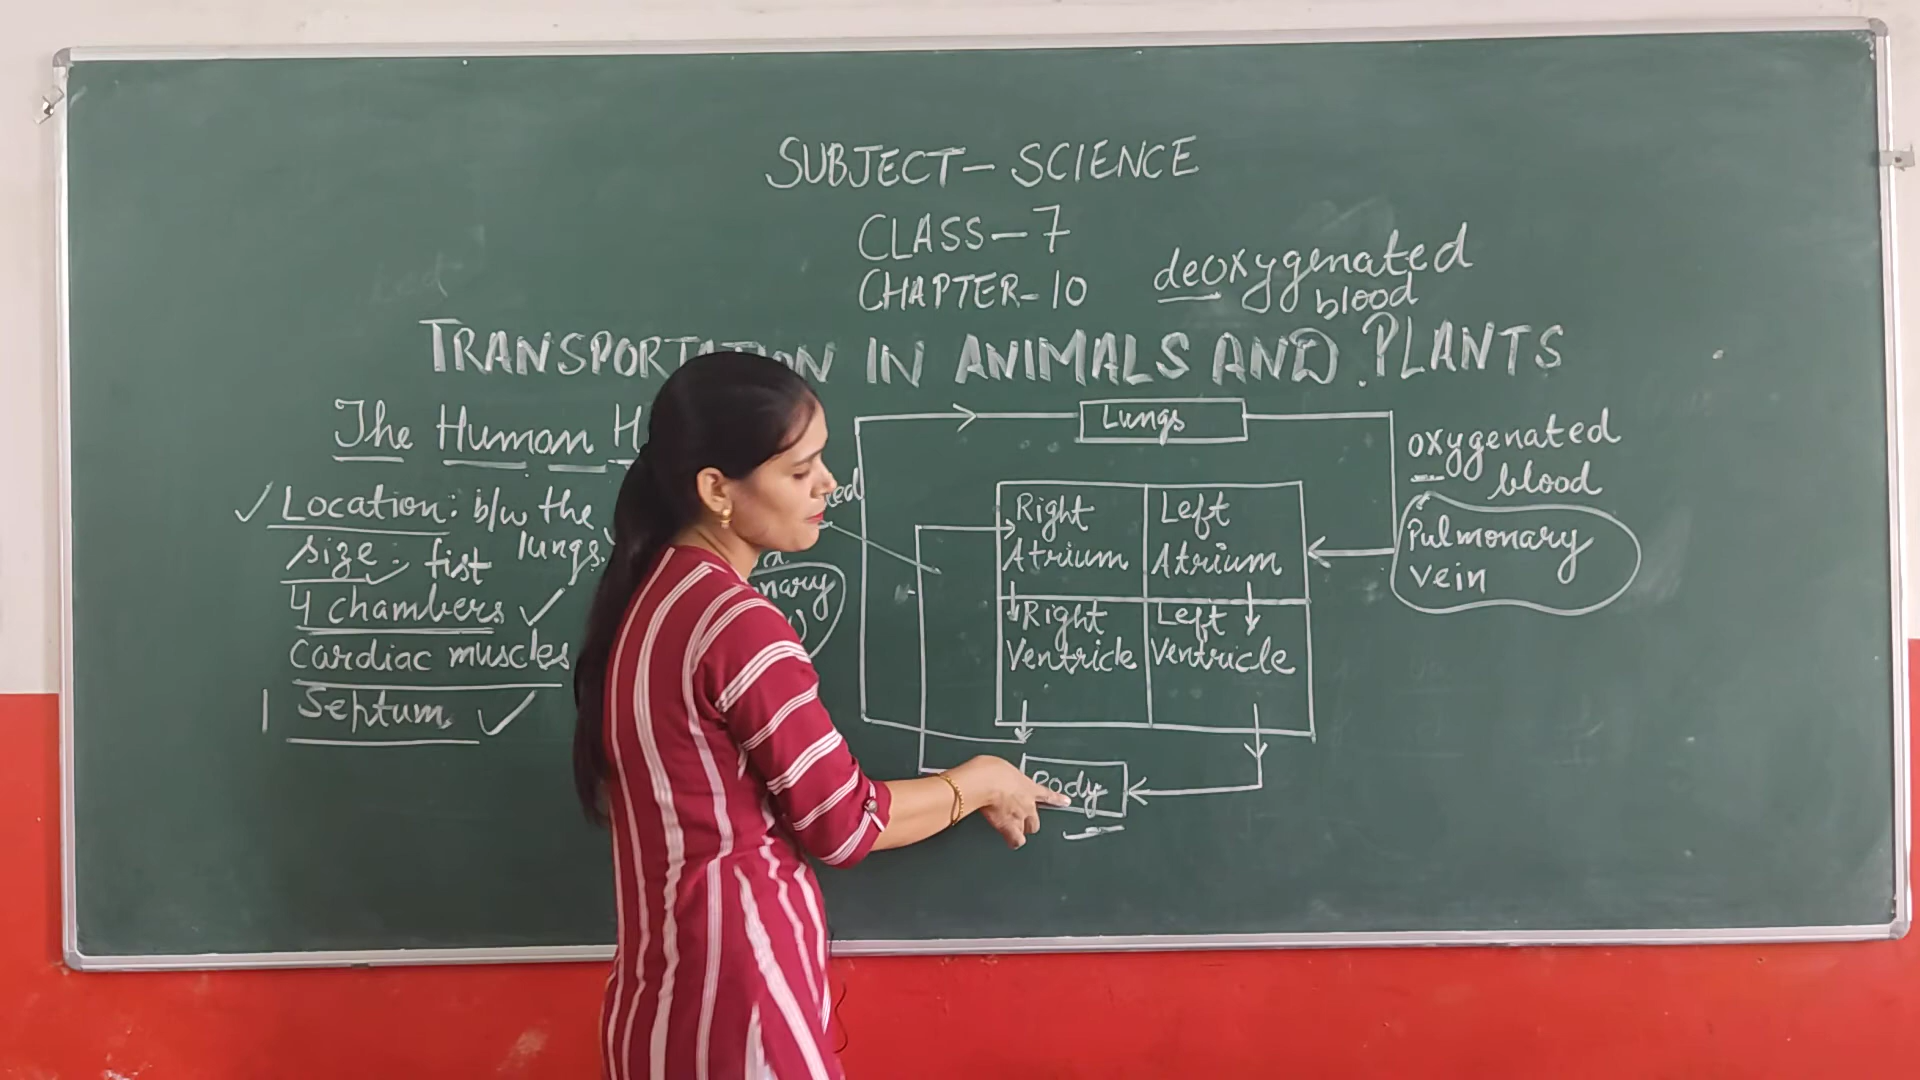 SUBJECT- SCIENCE
CLASS-7
CHAPTER-10
deoxygenated
blood
IN ANIMALS AND PLANTS
The Human
Location: b/w the
lungs.
size: fist
4 chambers
Cardiac muscles
Septum
Lungs
Right
Atrium
Left
Atrium
Right
Ventricle
Left
Ventricle
Body
oxygenated
blood
Pulmonary
vein